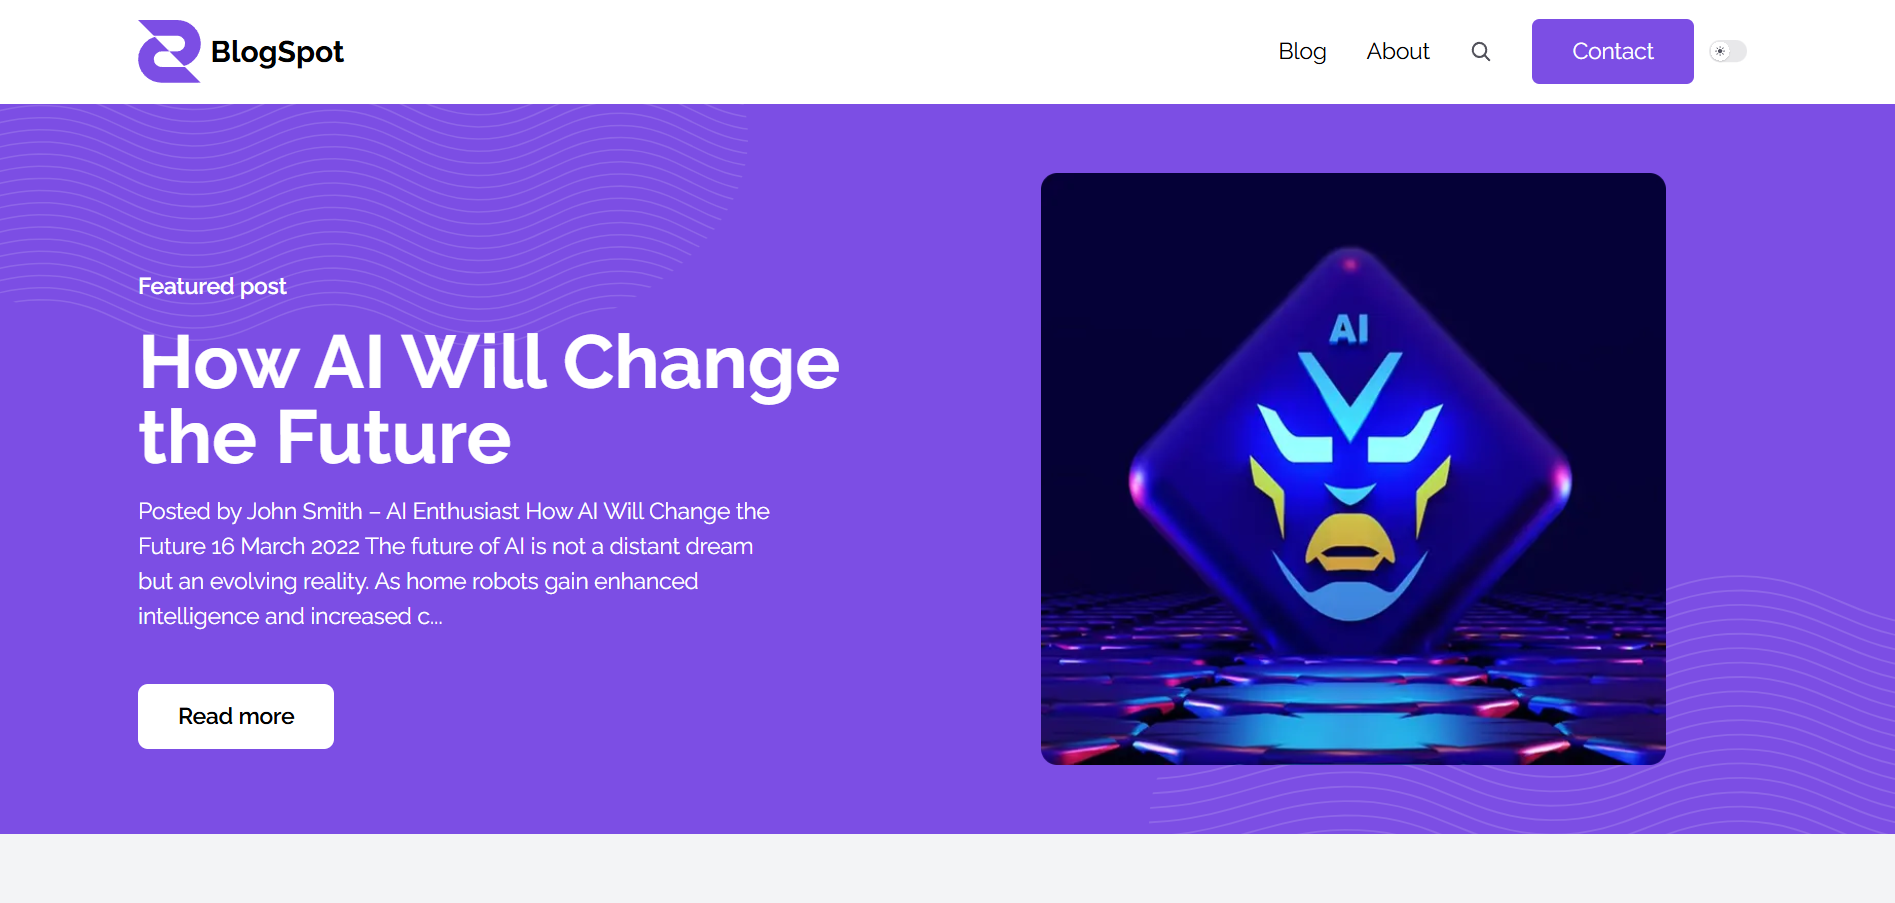 BlogSpot
Blog
About
Contact
Featured post
How AI Will Change
the Future
Posted by John Smith – AI Enthusiast How AI Will Change the
Future 16 March 2022 The future of AI is not a distant dream
but an evolving reality. As home robots gain enhanced
intelligence and increased c...
Read more
AI